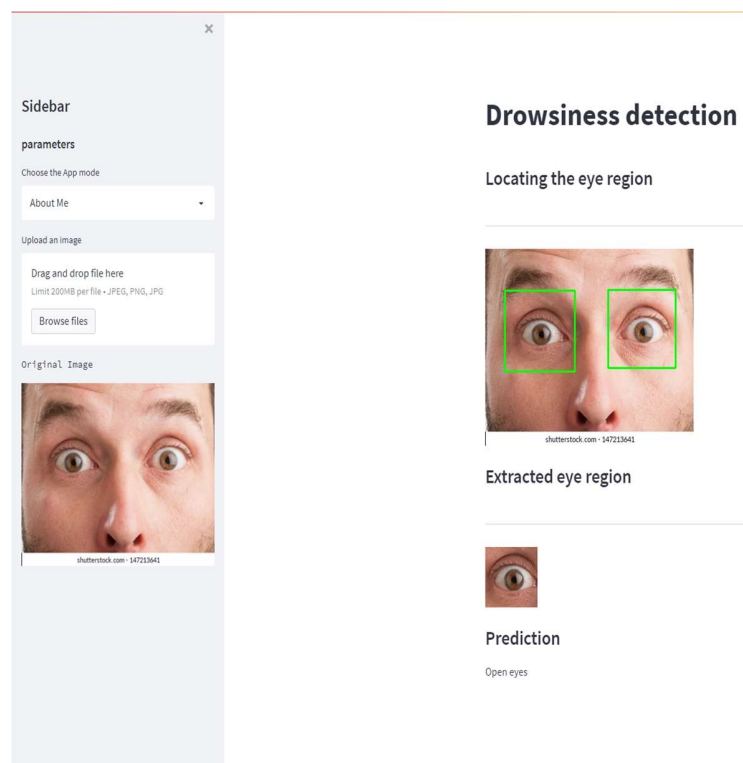 ×
Sidebar
parameters
Choose the App mode
About Me
Upload an image
Drag and drop file here
Limit 200MB per file • JPEG, PNG, JPG
Browse files
Original Image
shutterstock.com · 147213641
Drowsiness detection
Locating the eye region
shutterstock.com · 147213641
Extracted eye region
Prediction
Open eyes